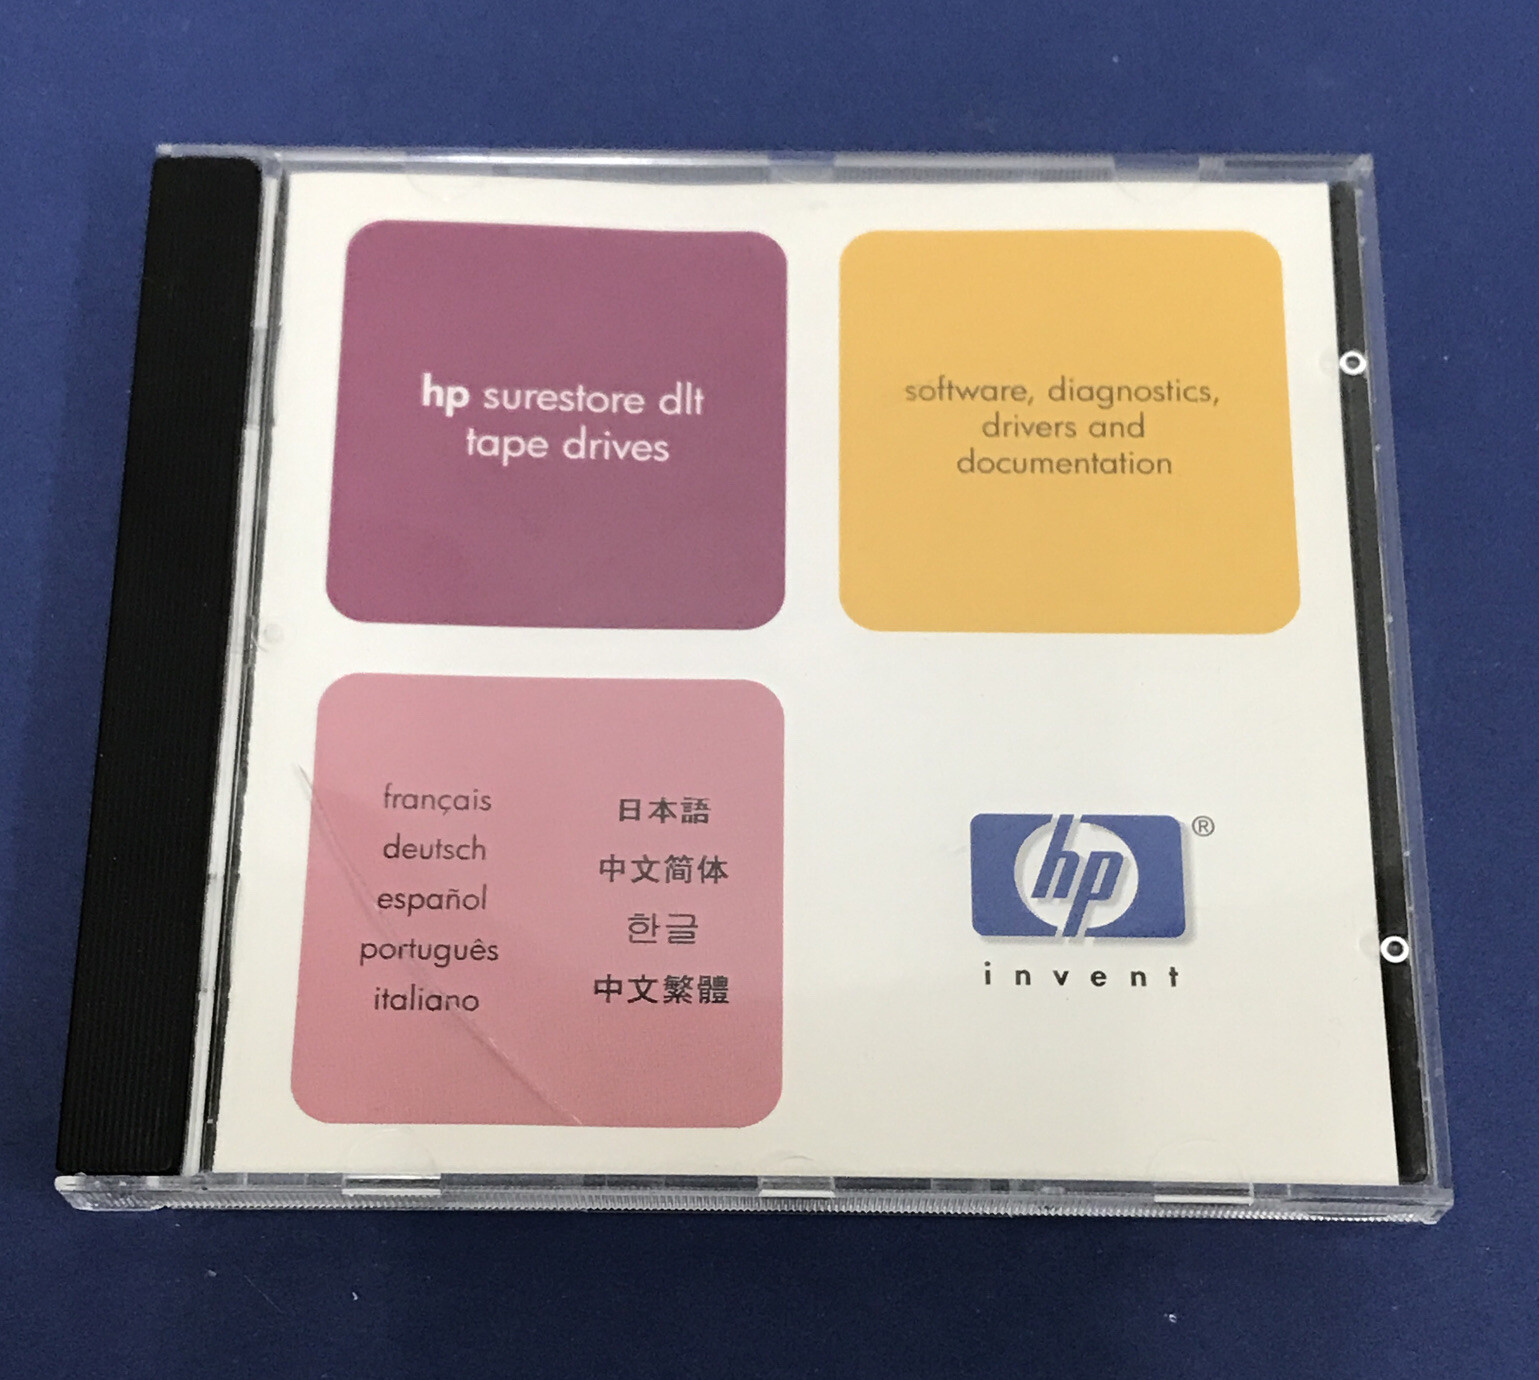 hp surestore dlt
tape drives
software, diagnostics,
drivers and
documentation
français
deutsch
español
português
italiano
日本語
中文简体
한글
中文繁體
hp ®
invent